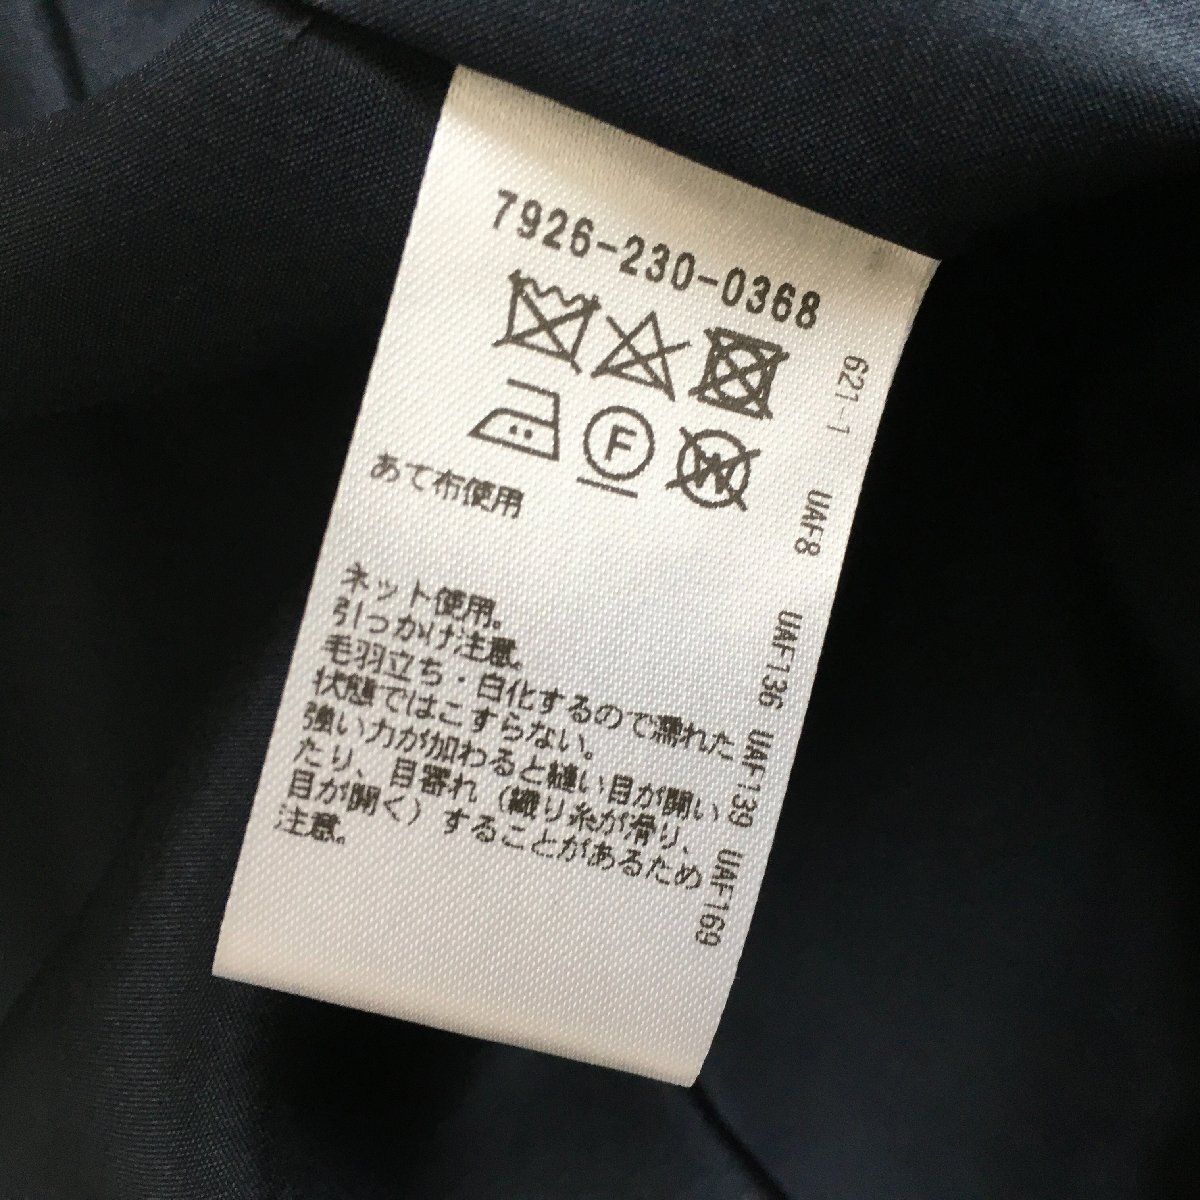 7926-230-0368
F
W
あて布使用
ネット使用。
引っかけ注意。
毛羽立ち・白化するので濡れた
状態ではこすらない。
強い力が加わると縫い目が開い
たり、目寄れ（織り糸が滑り、
目が開く）することがあるため
注意。
621-1 UAF8 UAF136 UAF139 UAF169